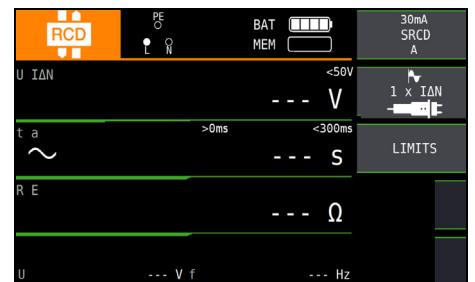 RCD
PE
L N
BAT
MEM
30mA
SRCD
A
U IΔN
<50V
--- V
1 x IΔN
t a
>0ms
<300ms
--- s
LIMITS
R E
--- Ω
U
--- V f
--- Hz